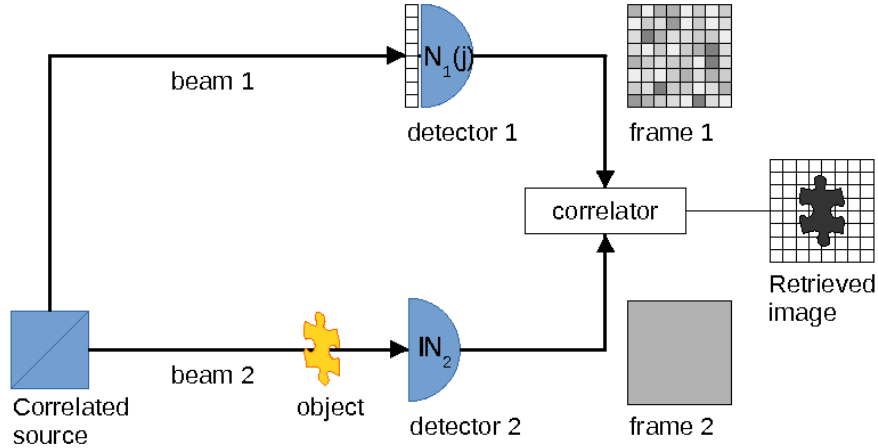 N₁(j)
beam 1
detector 1
frame 1
correlator
Retrieved
image
IN₂
beam 2
object
detector 2
frame 2
Correlated
source